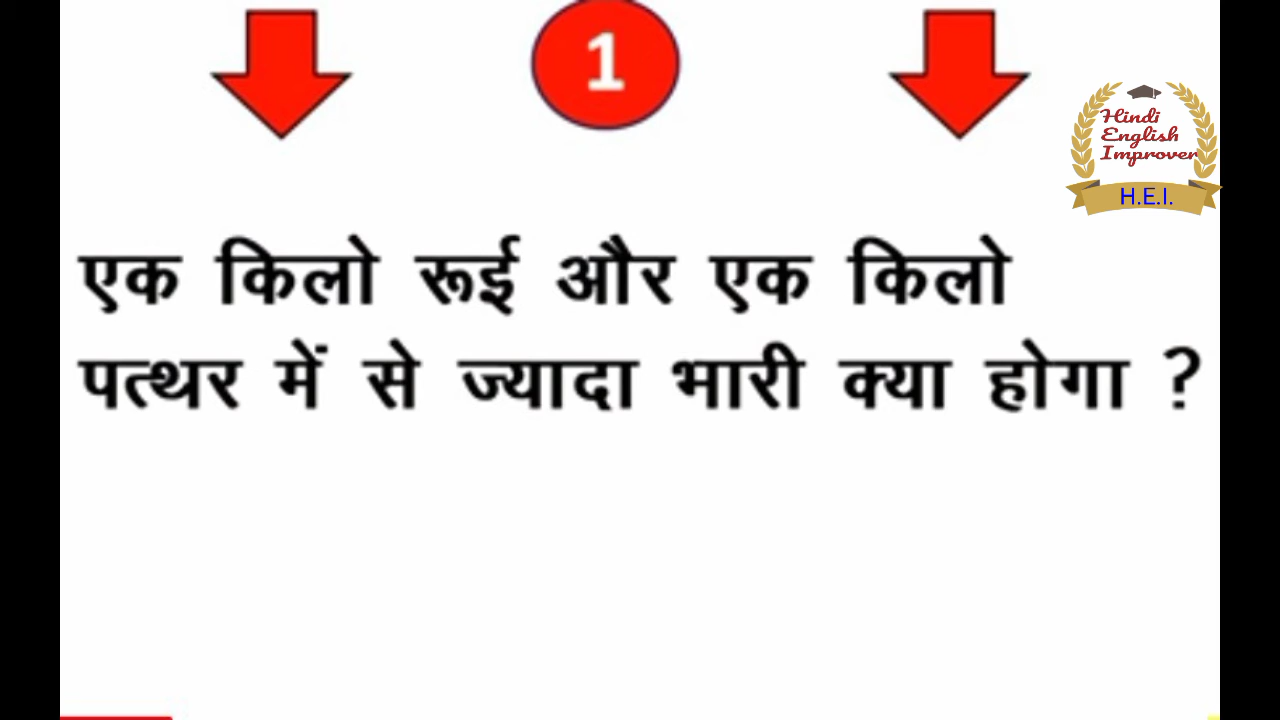 1
Hindi
English
Improver
H.E.I.
एक किलो रूई और एक किलो
पत्थर में से ज्यादा भारी क्या होगा ?